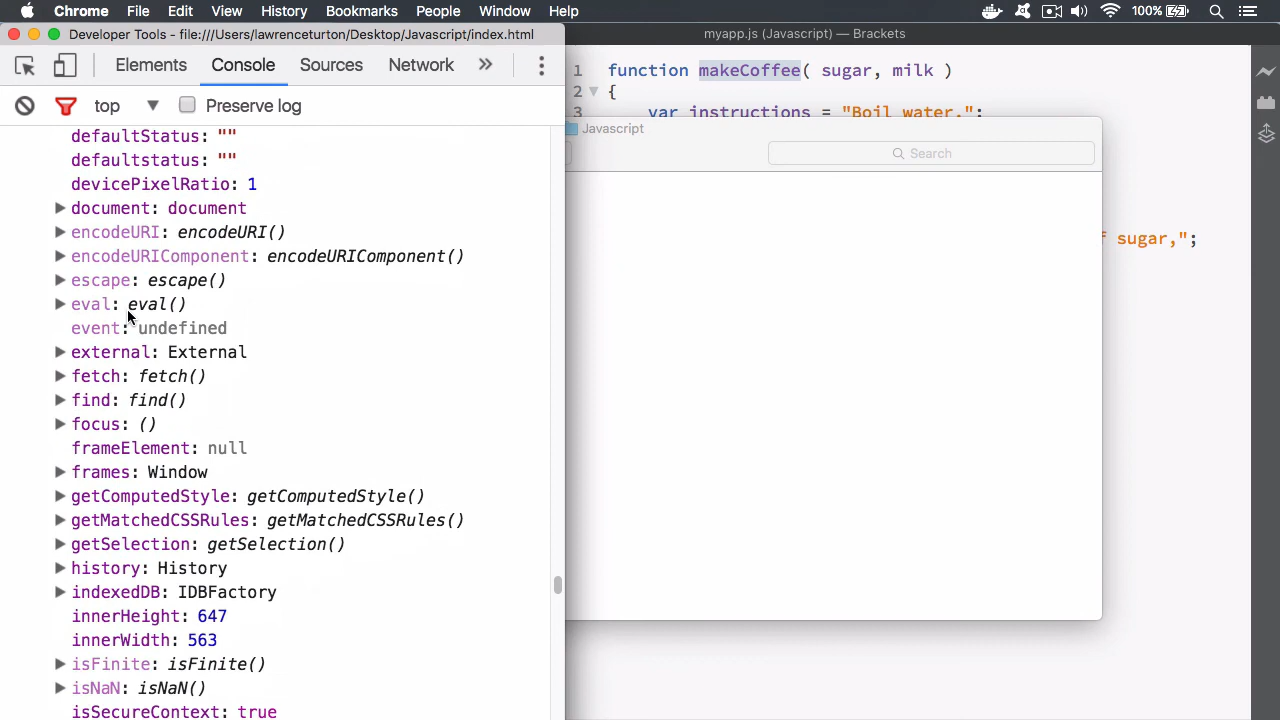 Chrome File Edit View History Bookmarks People Window Help 100%
Developer Tools - file:///Users/lawrenceturton/Desktop/Javascript/index.html
Elements Console Sources Network »
top Preserve log
defaultStatus: ""
defaultstatus: ""
devicePixelRatio: 1
document: document
encodeURI: encodeURI()
encodeURIComponent: encodeURIComponent()
escape: escape()
eval: eval()
event: undefined
external: External
fetch: fetch()
find: find()
focus: ()
frameElement: null
frames: Window
getComputedStyle: getComputedStyle()
getMatchedCSSRules: getMatchedCSSRules()
getSelection: getSelection()
history: History
indexedDB: IDBFactory
innerHeight: 647
innerWidth: 563
isFinite: isFinite()
isNaN: isNaN()
isSecureContext: true
myapp.js (Javascript) — Brackets
1 function makeCoffee( sugar, milk )
2 {
3 var instructions = "Boil water,";
Javascript
Search
f sugar,";